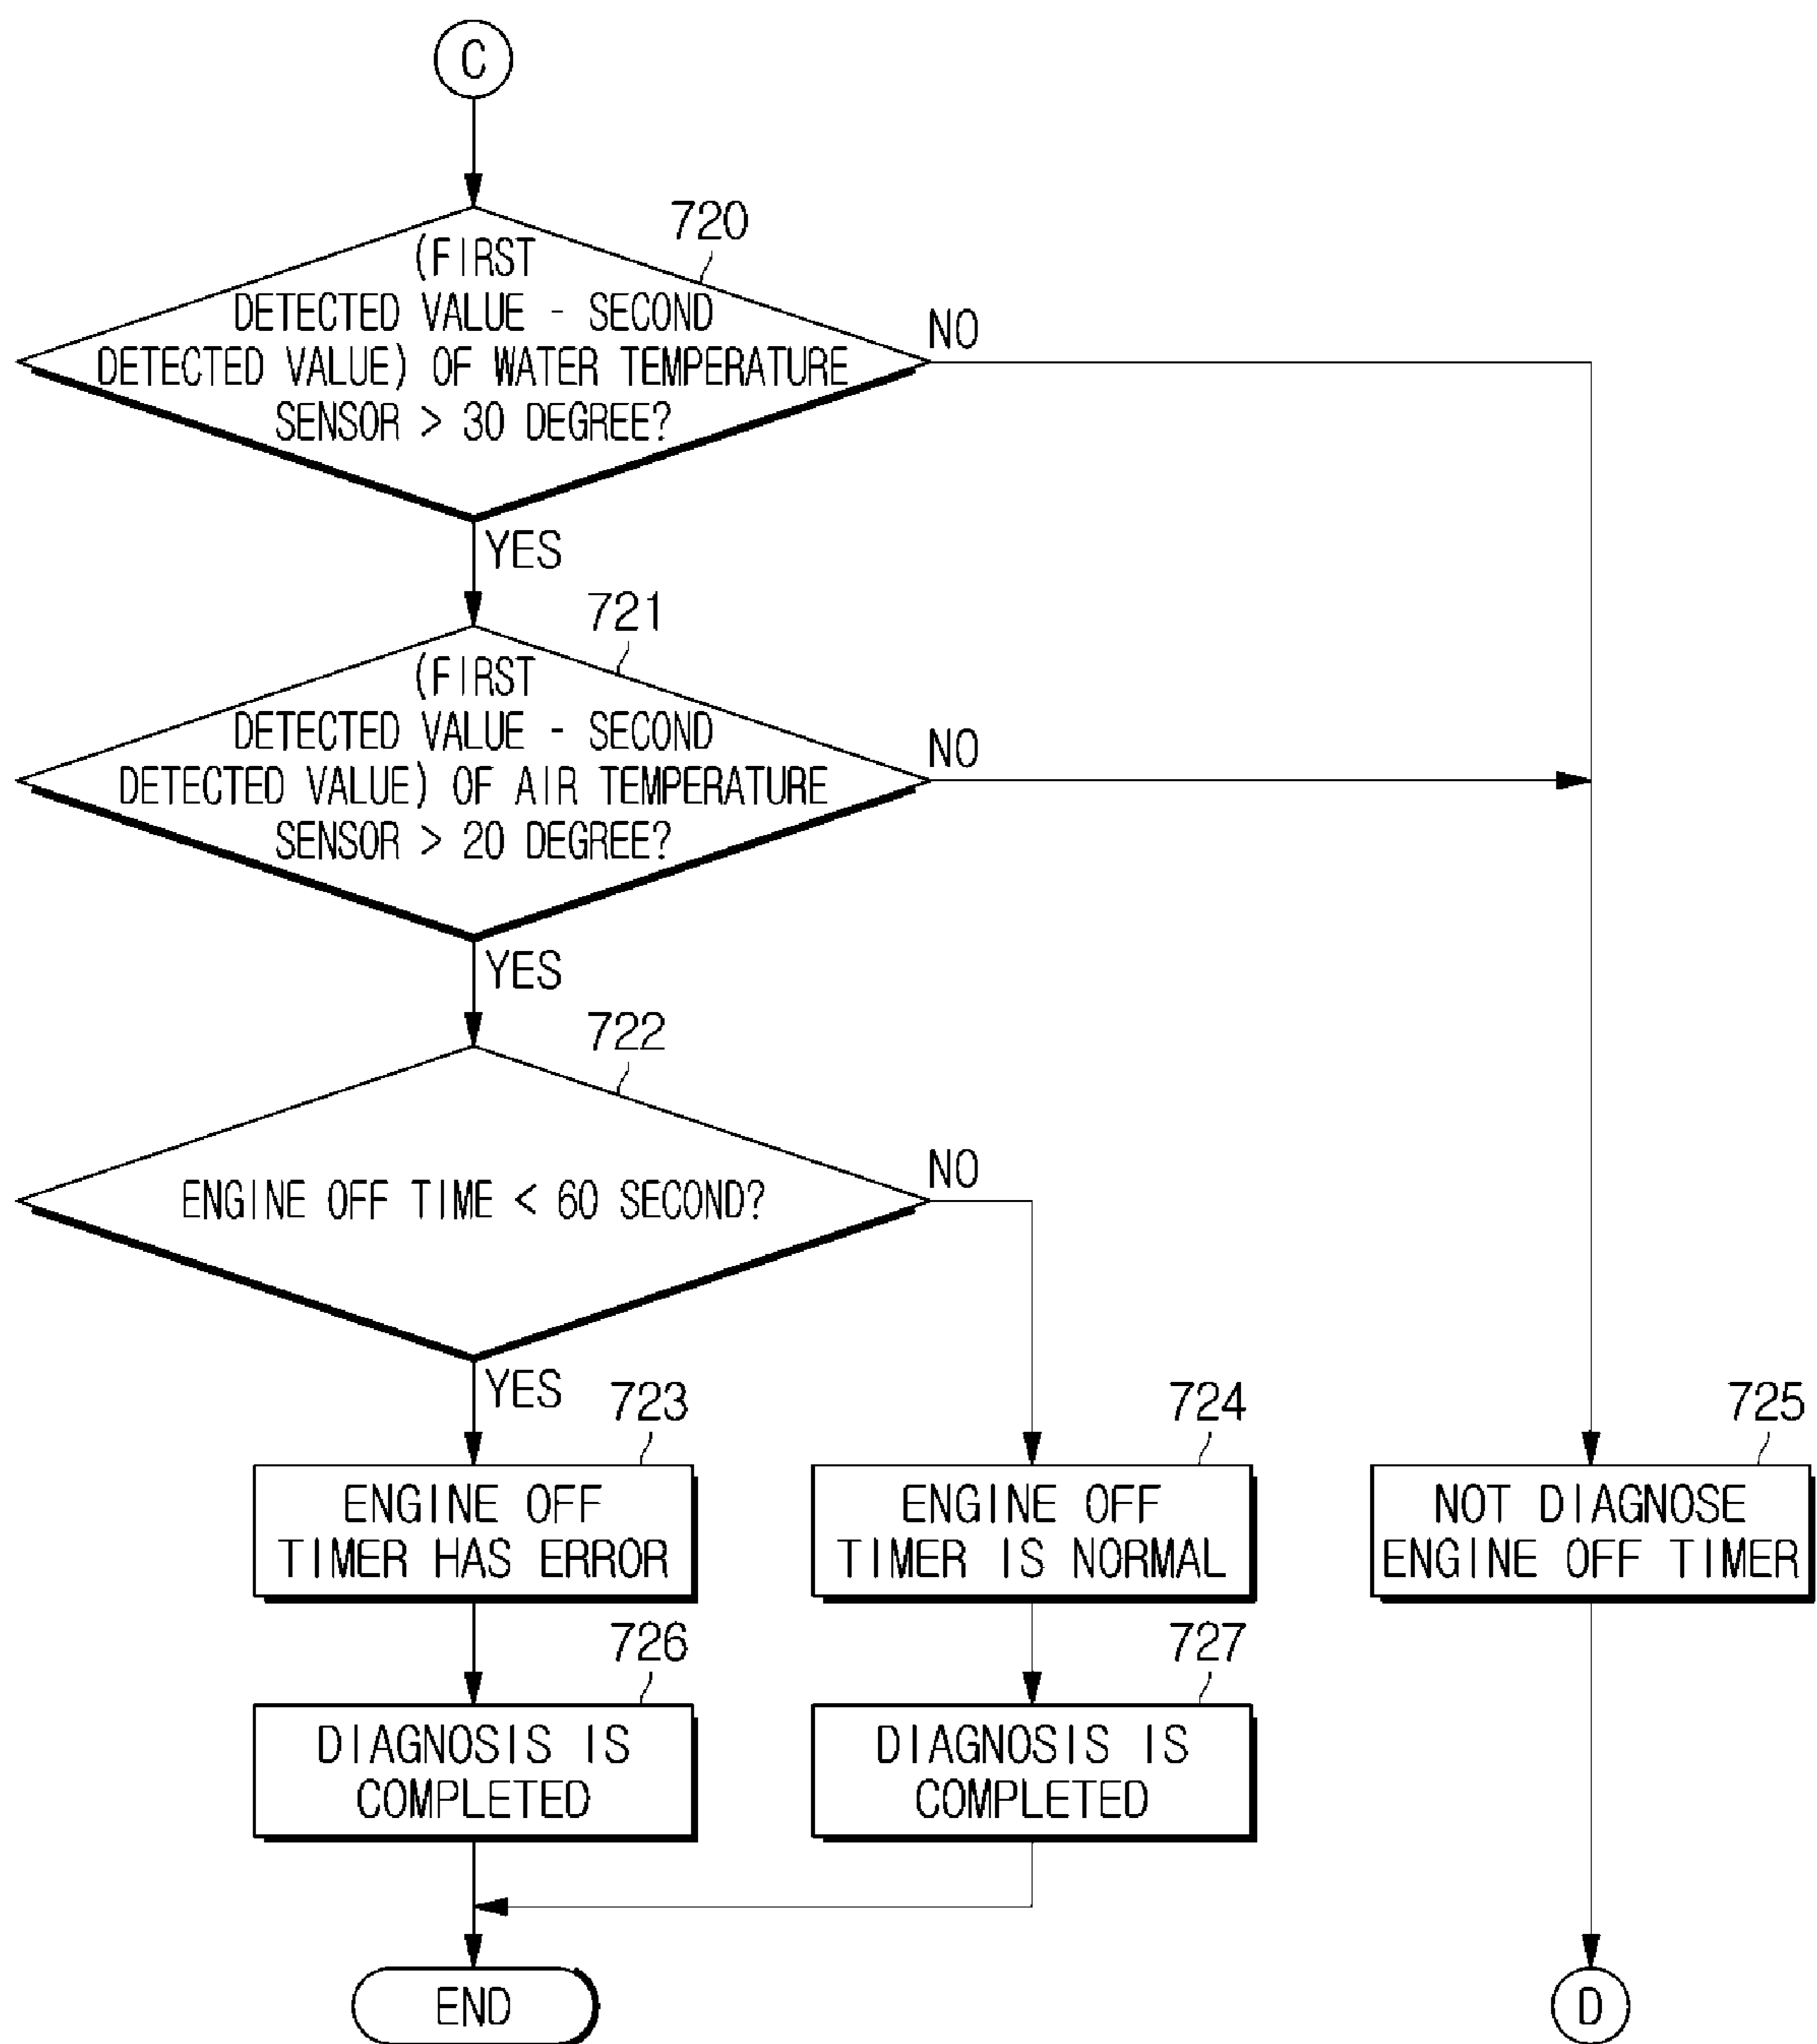 C
720
(FIRST
DETECTED VALUE - SECOND
DETECTED VALUE) OF WATER TEMPERATURE
SENSOR > 30 DEGREE?
NO
YES
721
(FIRST
DETECTED VALUE - SECOND
DETECTED VALUE) OF AIR TEMPERATURE
SENSOR > 20 DEGREE?
NO
YES
722
ENGINE OFF TIME < 60 SECOND?
NO
YES
723
ENGINE OFF
TIMER HAS ERROR
724
ENGINE OFF
TIMER IS NORMAL
725
NOT DIAGNOSE
ENGINE OFF TIMER
726
DIAGNOSIS IS
COMPLETED
727
DIAGNOSIS IS
COMPLETED
END
D